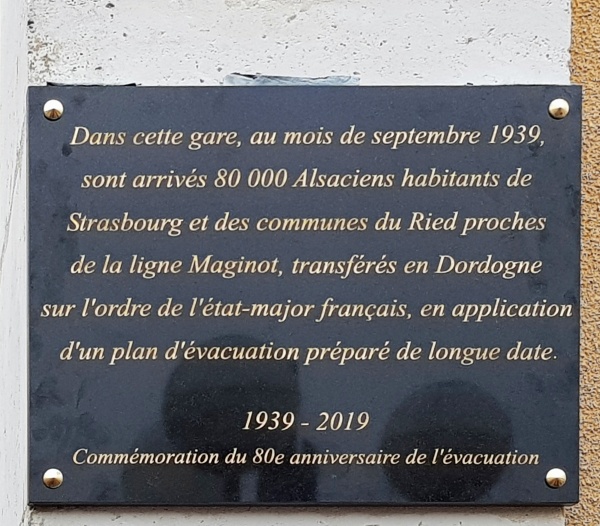 Dans cette gare, au mois de septembre 1939,
sont arrivés 80 000 Alsaciens habitants de
Strasbourg et des communes du Ried proches
de la ligne Maginot, transférés en Dordogne
sur l'ordre de l'état-major français, en application
d'un plan d'évacuation préparé de longue date.
1939 - 2019
Commémoration du 80e anniversaire de l'évacuation